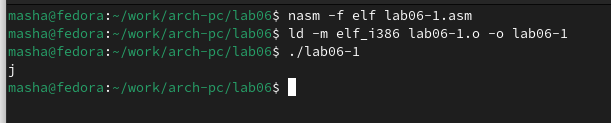 masha@fedora:~/work/arch-pc/lab06$ nasm -f elf lab06-1.asm
masha@fedora:~/work/arch-pc/lab06$ ld -m elf_i386 lab06-1.o -o lab06-1
masha@fedora:~/work/arch-pc/lab06$ ./lab06-1
j
masha@fedora:~/work/arch-pc/lab06$